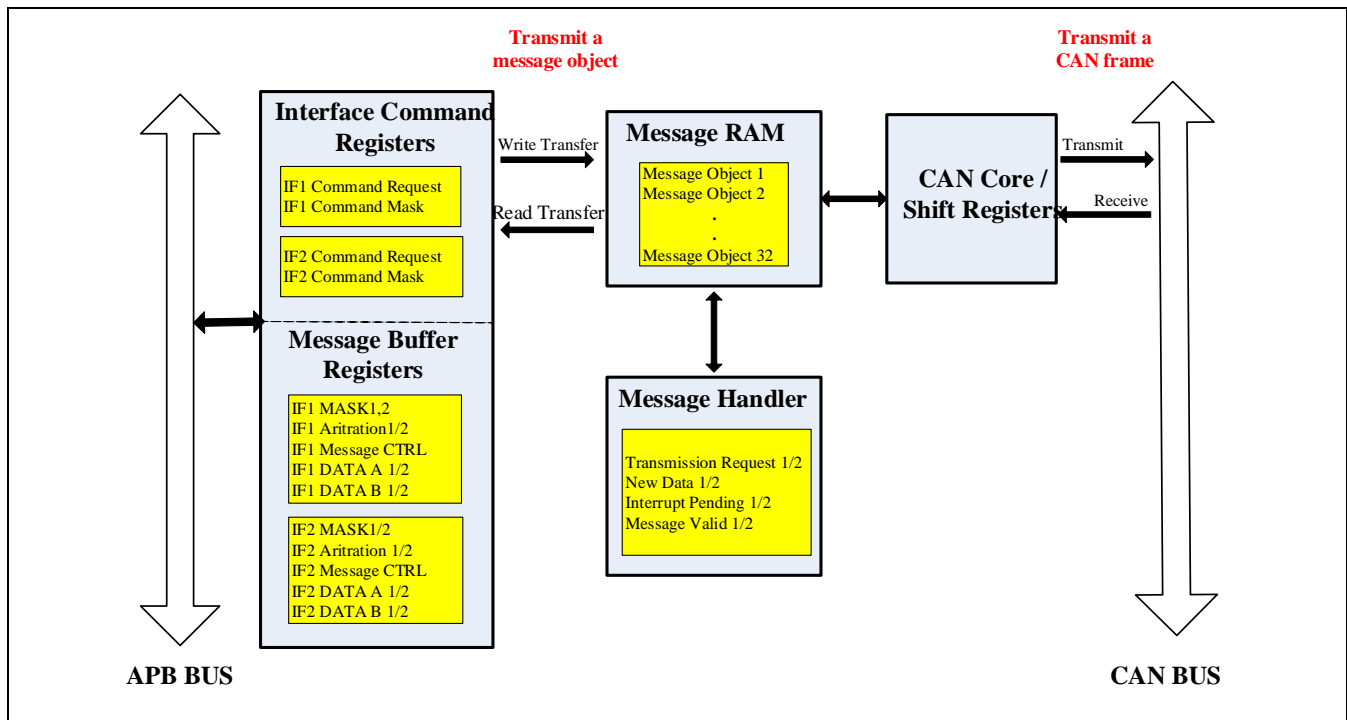 Transmit a
message object
Transmit a
CAN frame
Interface Command
Registers
IF1 Command Request
IF1 Command Mask
IF2 Command Request
IF2 Command Mask
Message Buffer
Registers
IF1 MASK1,2
IF1 Aritration1/2
IF1 Message CTRL
IF1 DATA A 1/2
IF1 DATA B 1/2
IF2 MASK1/2
IF2 Aritration 1/2
IF2 Message CTRL
IF2 DATA A 1/2
IF2 DATA B 1/2
Write Transfer
Read Transfer
Message RAM
Message Object 1
Message Object 2
.
.
Message Object 32
Message Handler
Transmission Request 1/2
New Data 1/2
Interrupt Pending 1/2
Message Valid 1/2
CAN Core /
Shift Registers
Transmit
Receive
APB BUS
CAN BUS